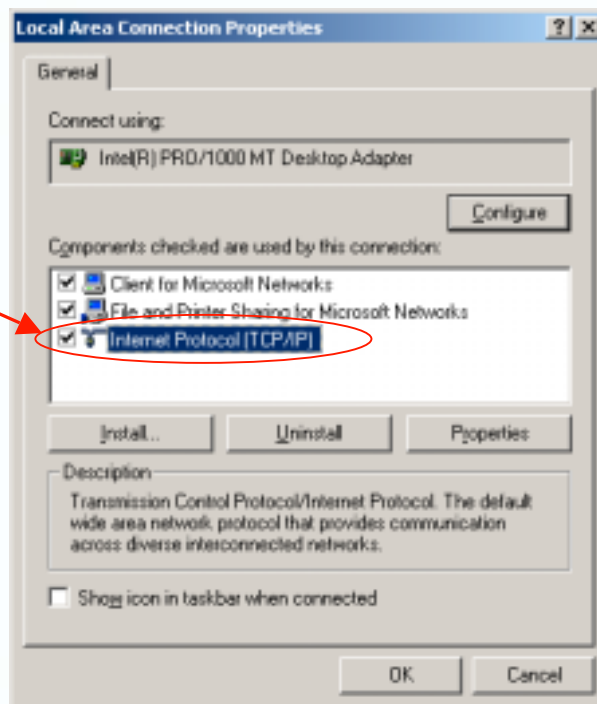 Local Area Connection Properties
General
Connect using:
Intel(R) PRO/1000 MT Desktop Adapter
Configure
Components checked are used by this connection:
Client for Microsoft Networks
File and Printer Sharing for Microsoft Networks
Internet Protocol (TCP/IP)
Install... Uninstall Properties
Description
Transmission Control Protocol/Internet Protocol. The default
wide area network protocol that provides communication
across diverse interconnected networks.
Show icon in taskbar when connected
OK Cancel